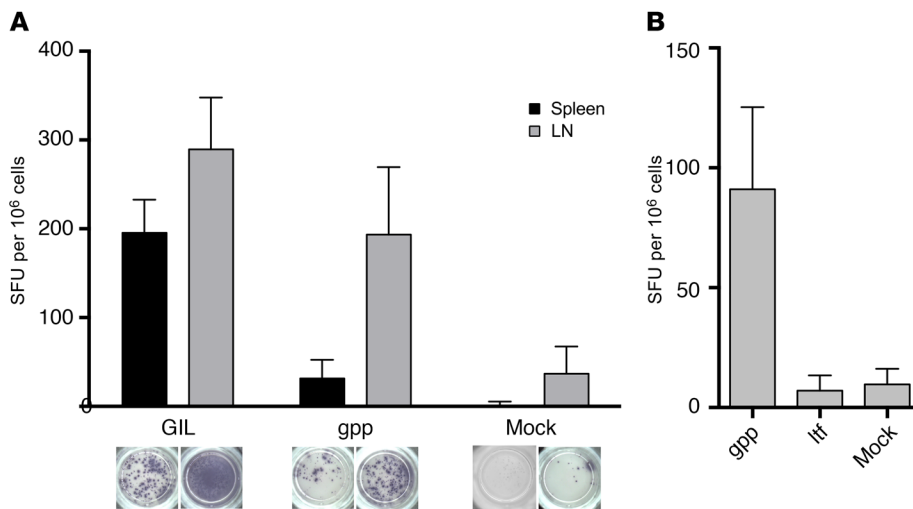 A
400
300
200
100
0
SFU per 10⁶ cells
Spleen
LN
GIL
gpp
Mock
B
150
100
50
0
SFU per 10⁶ cells
gpp
ltf
Mock